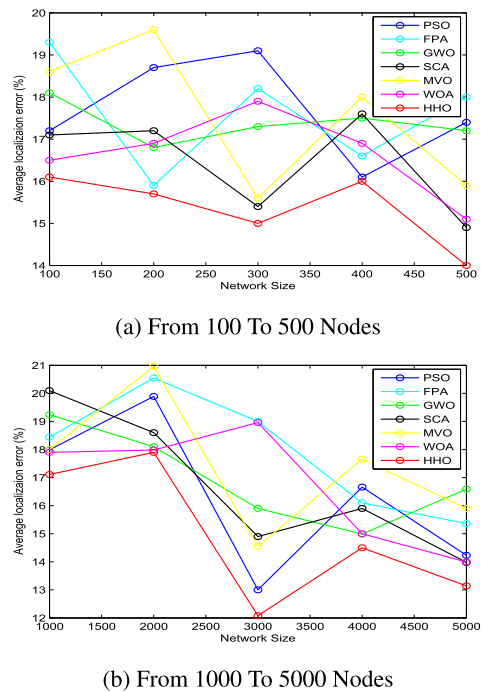 Average localizaion error (%)
20
19
18
17
16
15
14
100
150
200
250
300
350
400
450
500
Network Size
PSO
FPA
GWO
SCA
MVO
WOA
HHO
(a) From 100 To 500 Nodes
Average localizaion error (%)
21
20
19
18
17
16
15
14
13
12
1000
1500
2000
2500
3000
3500
4000
4500
5000
Network Size
PSO
FPA
GWO
SCA
MVO
WOA
HHO
(b) From 1000 To 5000 Nodes